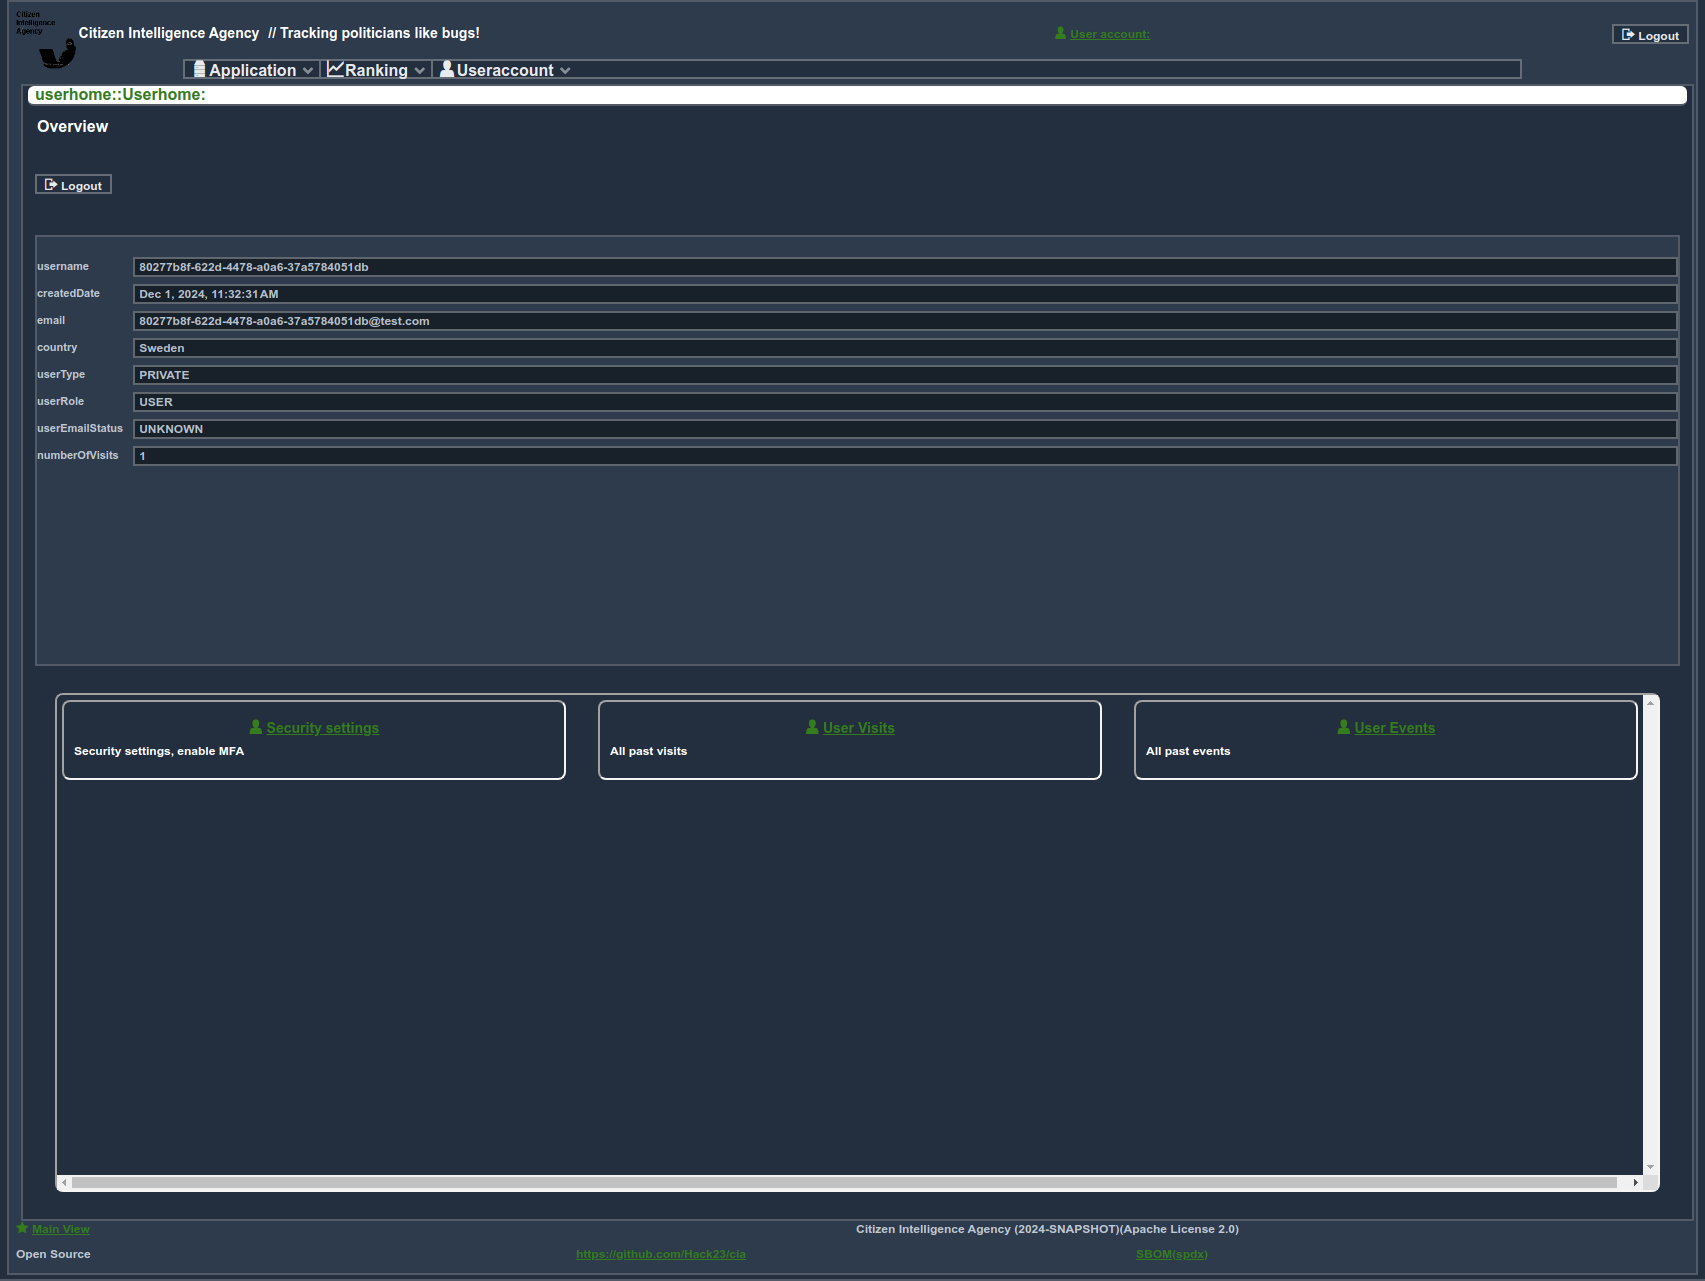 Citizen
Intelligence
Agency
Citizen Intelligence Agency // Tracking politicians like bugs!
User account:
Logout
Application
Ranking
Useraccount
userhome::Userhome:
Overview
Logout
username 80277b8f-622d-4478-a0a6-37a5784051db
createdDate Dec 1, 2024, 11:32:31 AM
email 80277b8f-622d-4478-a0a6-37a5784051db@test.com
country Sweden
userType PRIVATE
userRole USER
userEmailStatus UNKNOWN
numberOfVisits 1
Security settings
Security settings, enable MFA
User Visits
All past visits
User Events
All past events
Main View
Citizen Intelligence Agency (2024-SNAPSHOT)(Apache License 2.0)
Open Source
https://github.com/Hack23/cia
SBOM(spdx)